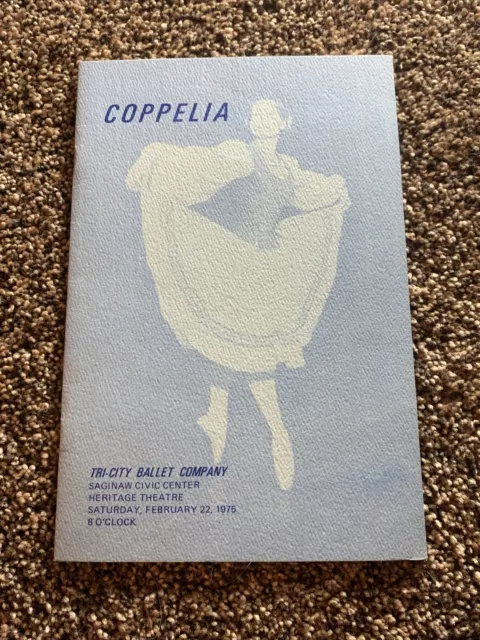 COPPELIA
TRI-CITY BALLET COMPANY
SAGINAW CIVIC CENTER
HERITAGE THEATRE
SATURDAY, FEBRUARY 22, 1975
8 O'CLOCK